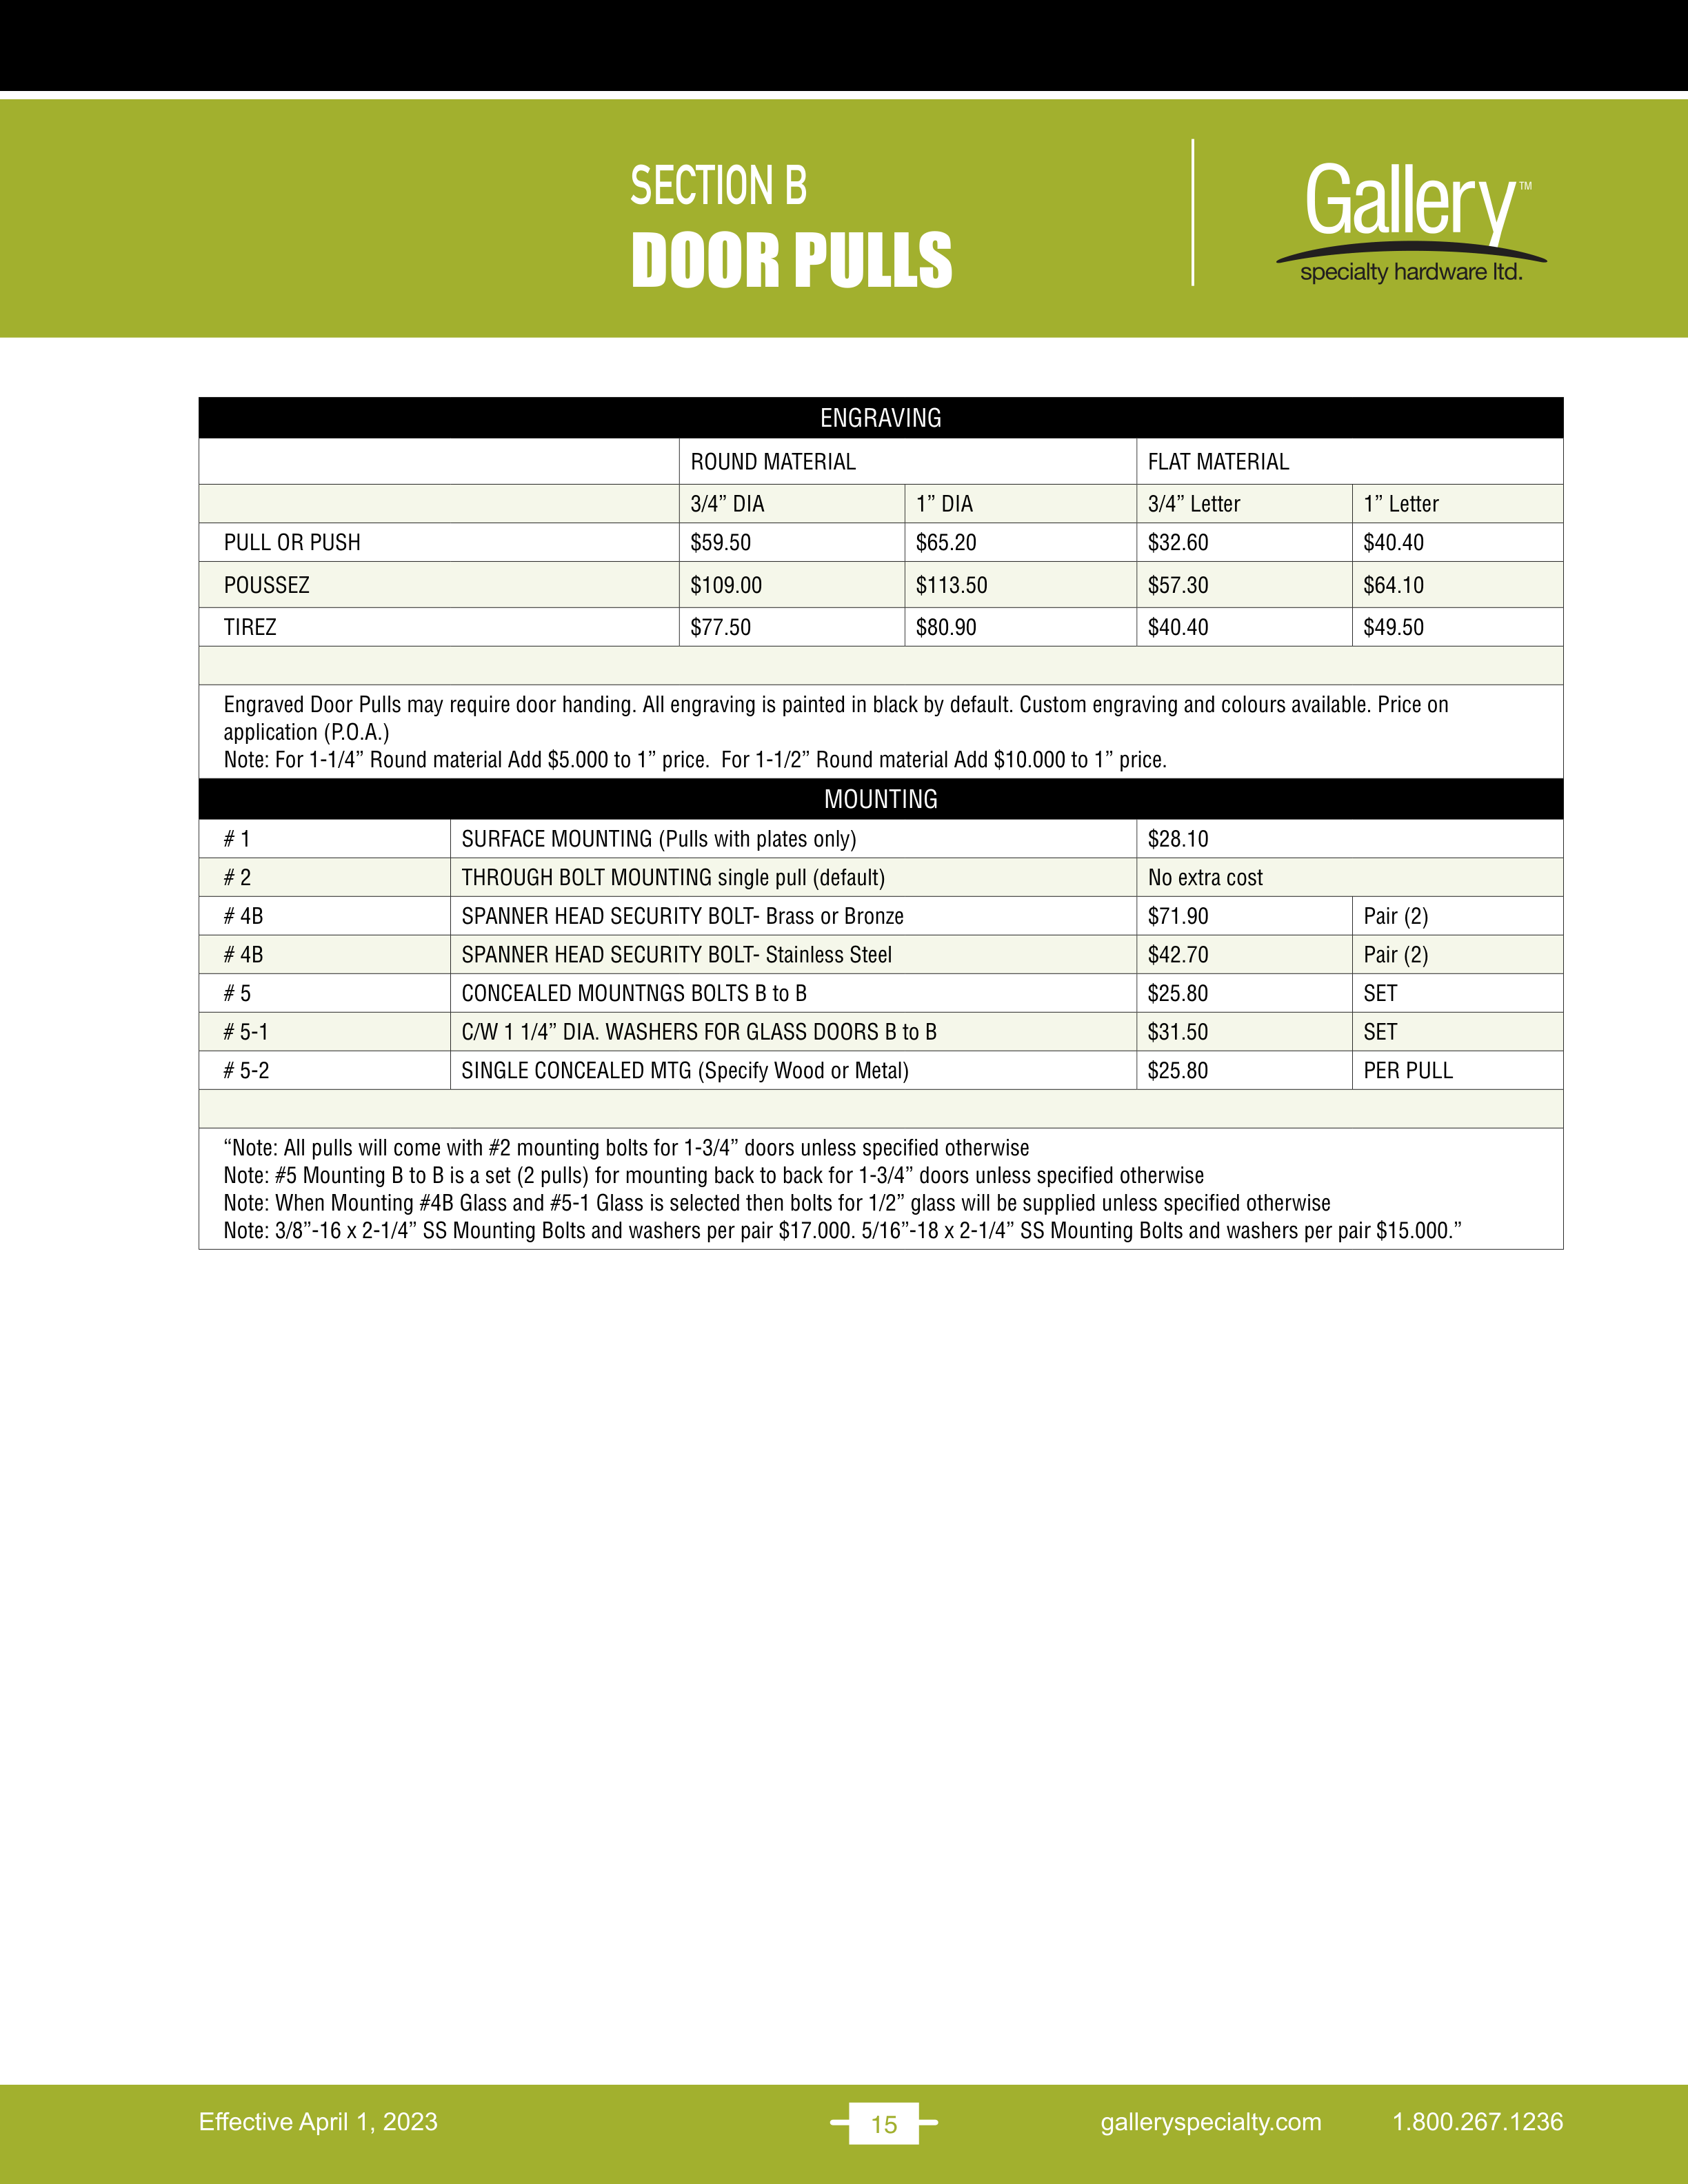 SECTION B
DOOR PULLS
Gallery™
specialty hardware ltd.
ENGRAVING
ROUND MATERIAL FLAT MATERIAL
3/4” DIA 1” DIA 3/4” Letter 1” Letter
PULL OR PUSH $59.50 $65.20 $32.60 $40.40
POUSSEZ $109.00 $113.50 $57.30 $64.10
TIREZ $77.50 $80.90 $40.40 $49.50
Engraved Door Pulls may require door handing. All engraving is painted in black by default. Custom engraving and colours available. Price on
application (P.O.A.)
Note: For 1-1/4” Round material Add $5.000 to 1” price.  For 1-1/2” Round material Add $10.000 to 1” price.
MOUNTING
# 1 SURFACE MOUNTING (Pulls with plates only) $28.10
# 2 THROUGH BOLT MOUNTING single pull (default) No extra cost
# 4B SPANNER HEAD SECURITY BOLT- Brass or Bronze $71.90 Pair (2)
# 4B SPANNER HEAD SECURITY BOLT- Stainless Steel $42.70 Pair (2)
# 5 CONCEALED MOUNTNGS BOLTS B to B $25.80 SET
# 5-1 C/W 1 1/4” DIA. WASHERS FOR GLASS DOORS B to B $31.50 SET
# 5-2 SINGLE CONCEALED MTG (Specify Wood or Metal) $25.80 PER PULL
“Note: All pulls will come with #2 mounting bolts for 1-3/4” doors unless specified otherwise
Note: #5 Mounting B to B is a set (2 pulls) for mounting back to back for 1-3/4” doors unless specified otherwise
Note: When Mounting #4B Glass and #5-1 Glass is selected then bolts for 1/2” glass will be supplied unless specified otherwise
Note: 3/8”-16 x 2-1/4” SS Mounting Bolts and washers per pair $17.000. 5/16”-18 x 2-1/4” SS Mounting Bolts and washers per pair $15.000.”
Effective April 1, 2023 15 galleryspecialty.com 1.800.267.1236